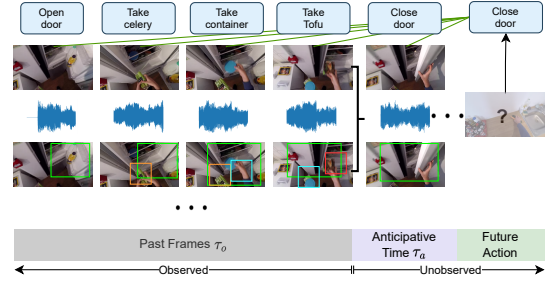 Open
door
Take
celery
Take
container
Take
Tofu
Close
door
Close
door
?
Past Frames τₒ
Anticipative
Time τₐ
Future
Action
Observed
Unobserved